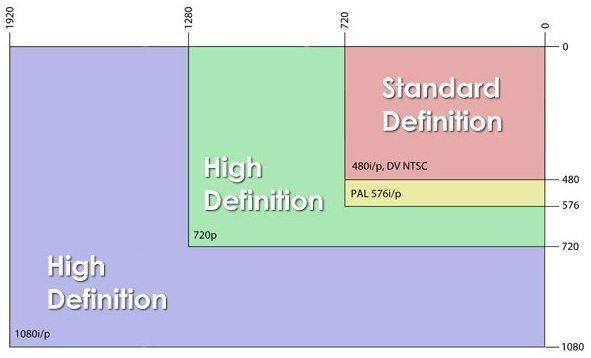 1920
1280
720
0
0
Standard
Definition
480i/p, DV NTSC
480
PAL 576i/p
576
High
Definition
720p
720
High
Definition
1080i/p
1080